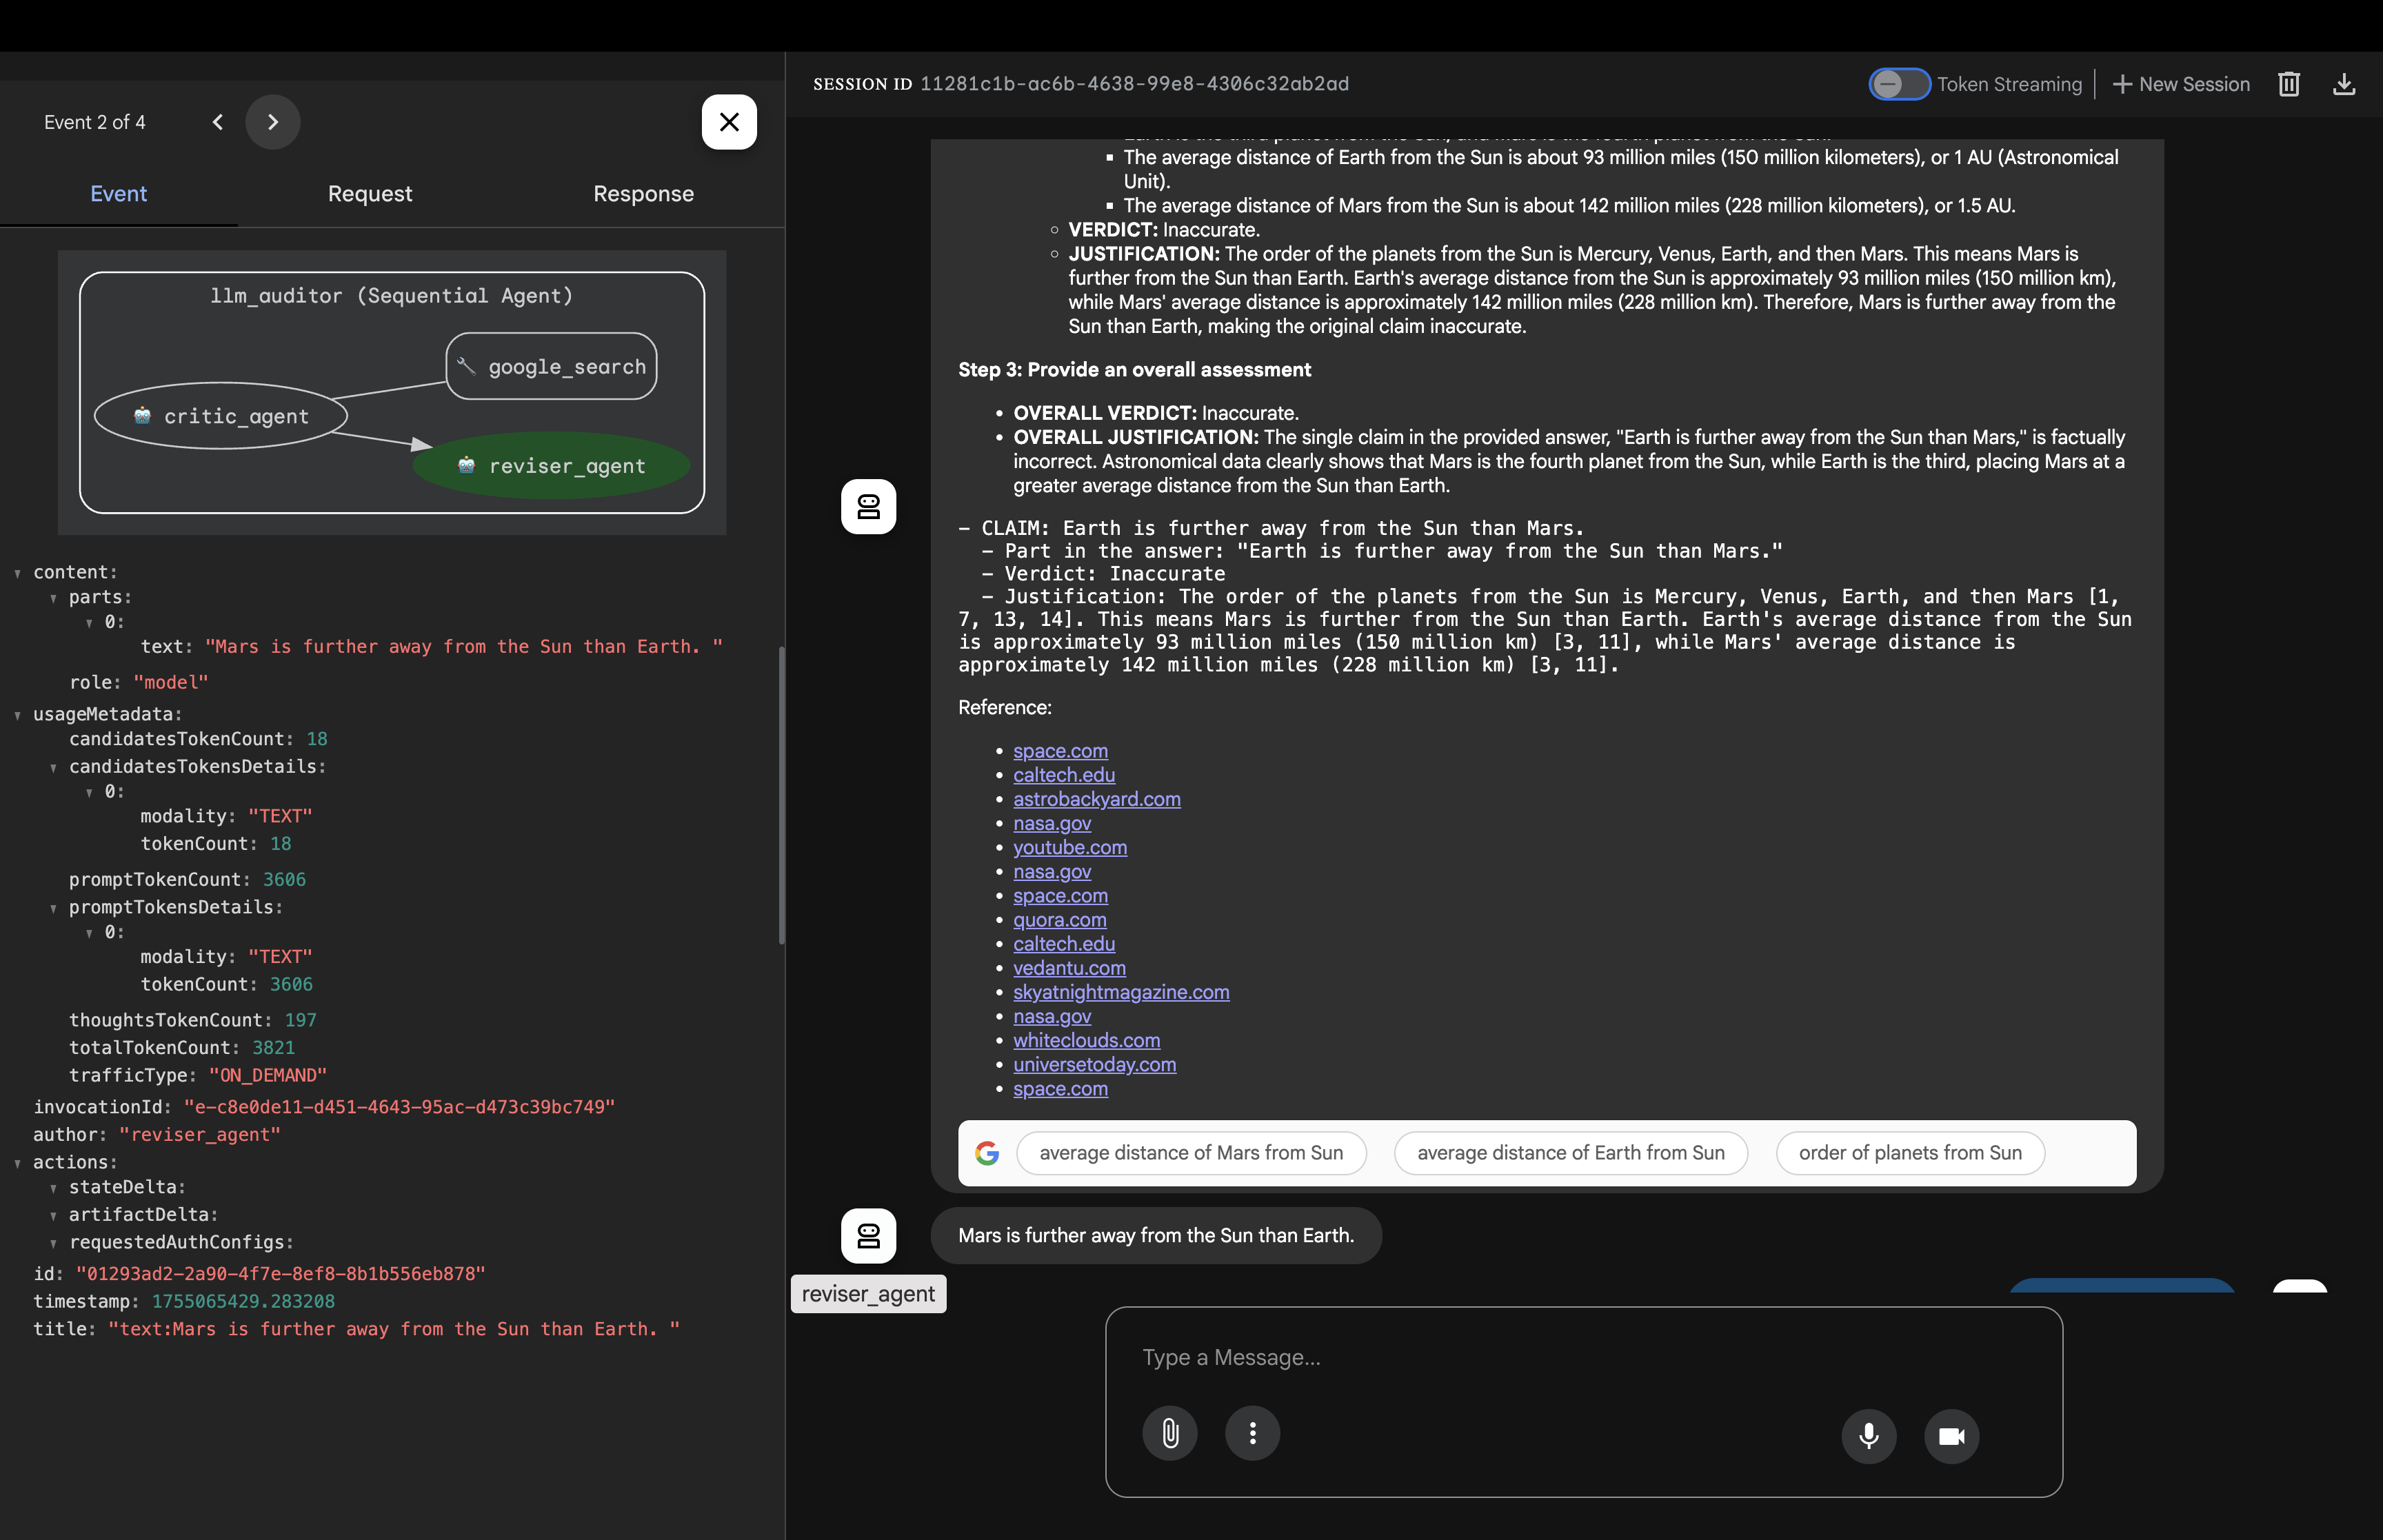 Event 2 of 4
Event
Request
Response
llm_auditor (Sequential Agent)
google_search
critic_agent
reviser_agent
content:
parts:
0:
text: "Mars is further away from the Sun than Earth. "
role: "model"
usageMetadata:
candidatesTokenCount: 18
candidatesTokensDetails:
0:
modality: "TEXT"
tokenCount: 18
promptTokenCount: 3606
promptTokensDetails:
0:
modality: "TEXT"
tokenCount: 3606
thoughtsTokenCount: 197
totalTokenCount: 3821
trafficType: "ON_DEMAND"
invocationId: "e-c8e0de11-d451-4643-95ac-d473c39bc749"
author: "reviser_agent"
actions:
stateDelta:
artifactDelta:
requestedAuthConfigs:
id: "01293ad2-2a90-4f7e-8ef8-8b1b556eb878"
timestamp: 1755065429.283208
title: "text:Mars is further away from the Sun than Earth. "
SESSION ID 11281c1b-ac6b-4638-99e8-4306c32ab2ad
Token Streaming
New Session
Earth is the third planet from the Sun, and Mars is the fourth planet from the Sun.
▪ The average distance of Earth from the Sun is about 93 million miles (150 million kilometers), or 1 AU (Astronomical
Unit).
▪ The average distance of Mars from the Sun is about 142 million miles (228 million kilometers), or 1.5 AU.
○ VERDICT: Inaccurate.
○ JUSTIFICATION: The order of the planets from the Sun is Mercury, Venus, Earth, and then Mars. This means Mars is
further from the Sun than Earth. Earth's average distance from the Sun is approximately 93 million miles (150 million km),
while Mars' average distance is approximately 142 million miles (228 million km). Therefore, Mars is further away from the
Sun than Earth, making the original claim inaccurate.
Step 3: Provide an overall assessment
• OVERALL VERDICT: Inaccurate.
• OVERALL JUSTIFICATION: The single claim in the provided answer, "Earth is further away from the Sun than Mars," is factually
incorrect. Astronomical data clearly shows that Mars is the fourth planet from the Sun, while Earth is the third, placing Mars at a
greater average distance from the Sun than Earth.
- CLAIM: Earth is further away from the Sun than Mars.
- Part in the answer: "Earth is further away from the Sun than Mars."
- Verdict: Inaccurate
- Justification: The order of the planets from the Sun is Mercury, Venus, Earth, and then Mars [1,
7, 13, 14]. This means Mars is further from the Sun than Earth. Earth's average distance from the Sun
is approximately 93 million miles (150 million km) [3, 11], while Mars' average distance is
approximately 142 million miles (228 million km) [3, 11].
Reference:
• space.com
• caltech.edu
• astrobackyard.com
• nasa.gov
• youtube.com
• nasa.gov
• space.com
• quora.com
• caltech.edu
• vedantu.com
• skyatnightmagazine.com
• nasa.gov
• whiteclouds.com
• universetoday.com
• space.com
average distance of Mars from Sun
average distance of Earth from Sun
order of planets from Sun
Mars is further away from the Sun than Earth.
reviser_agent
Type a Message...